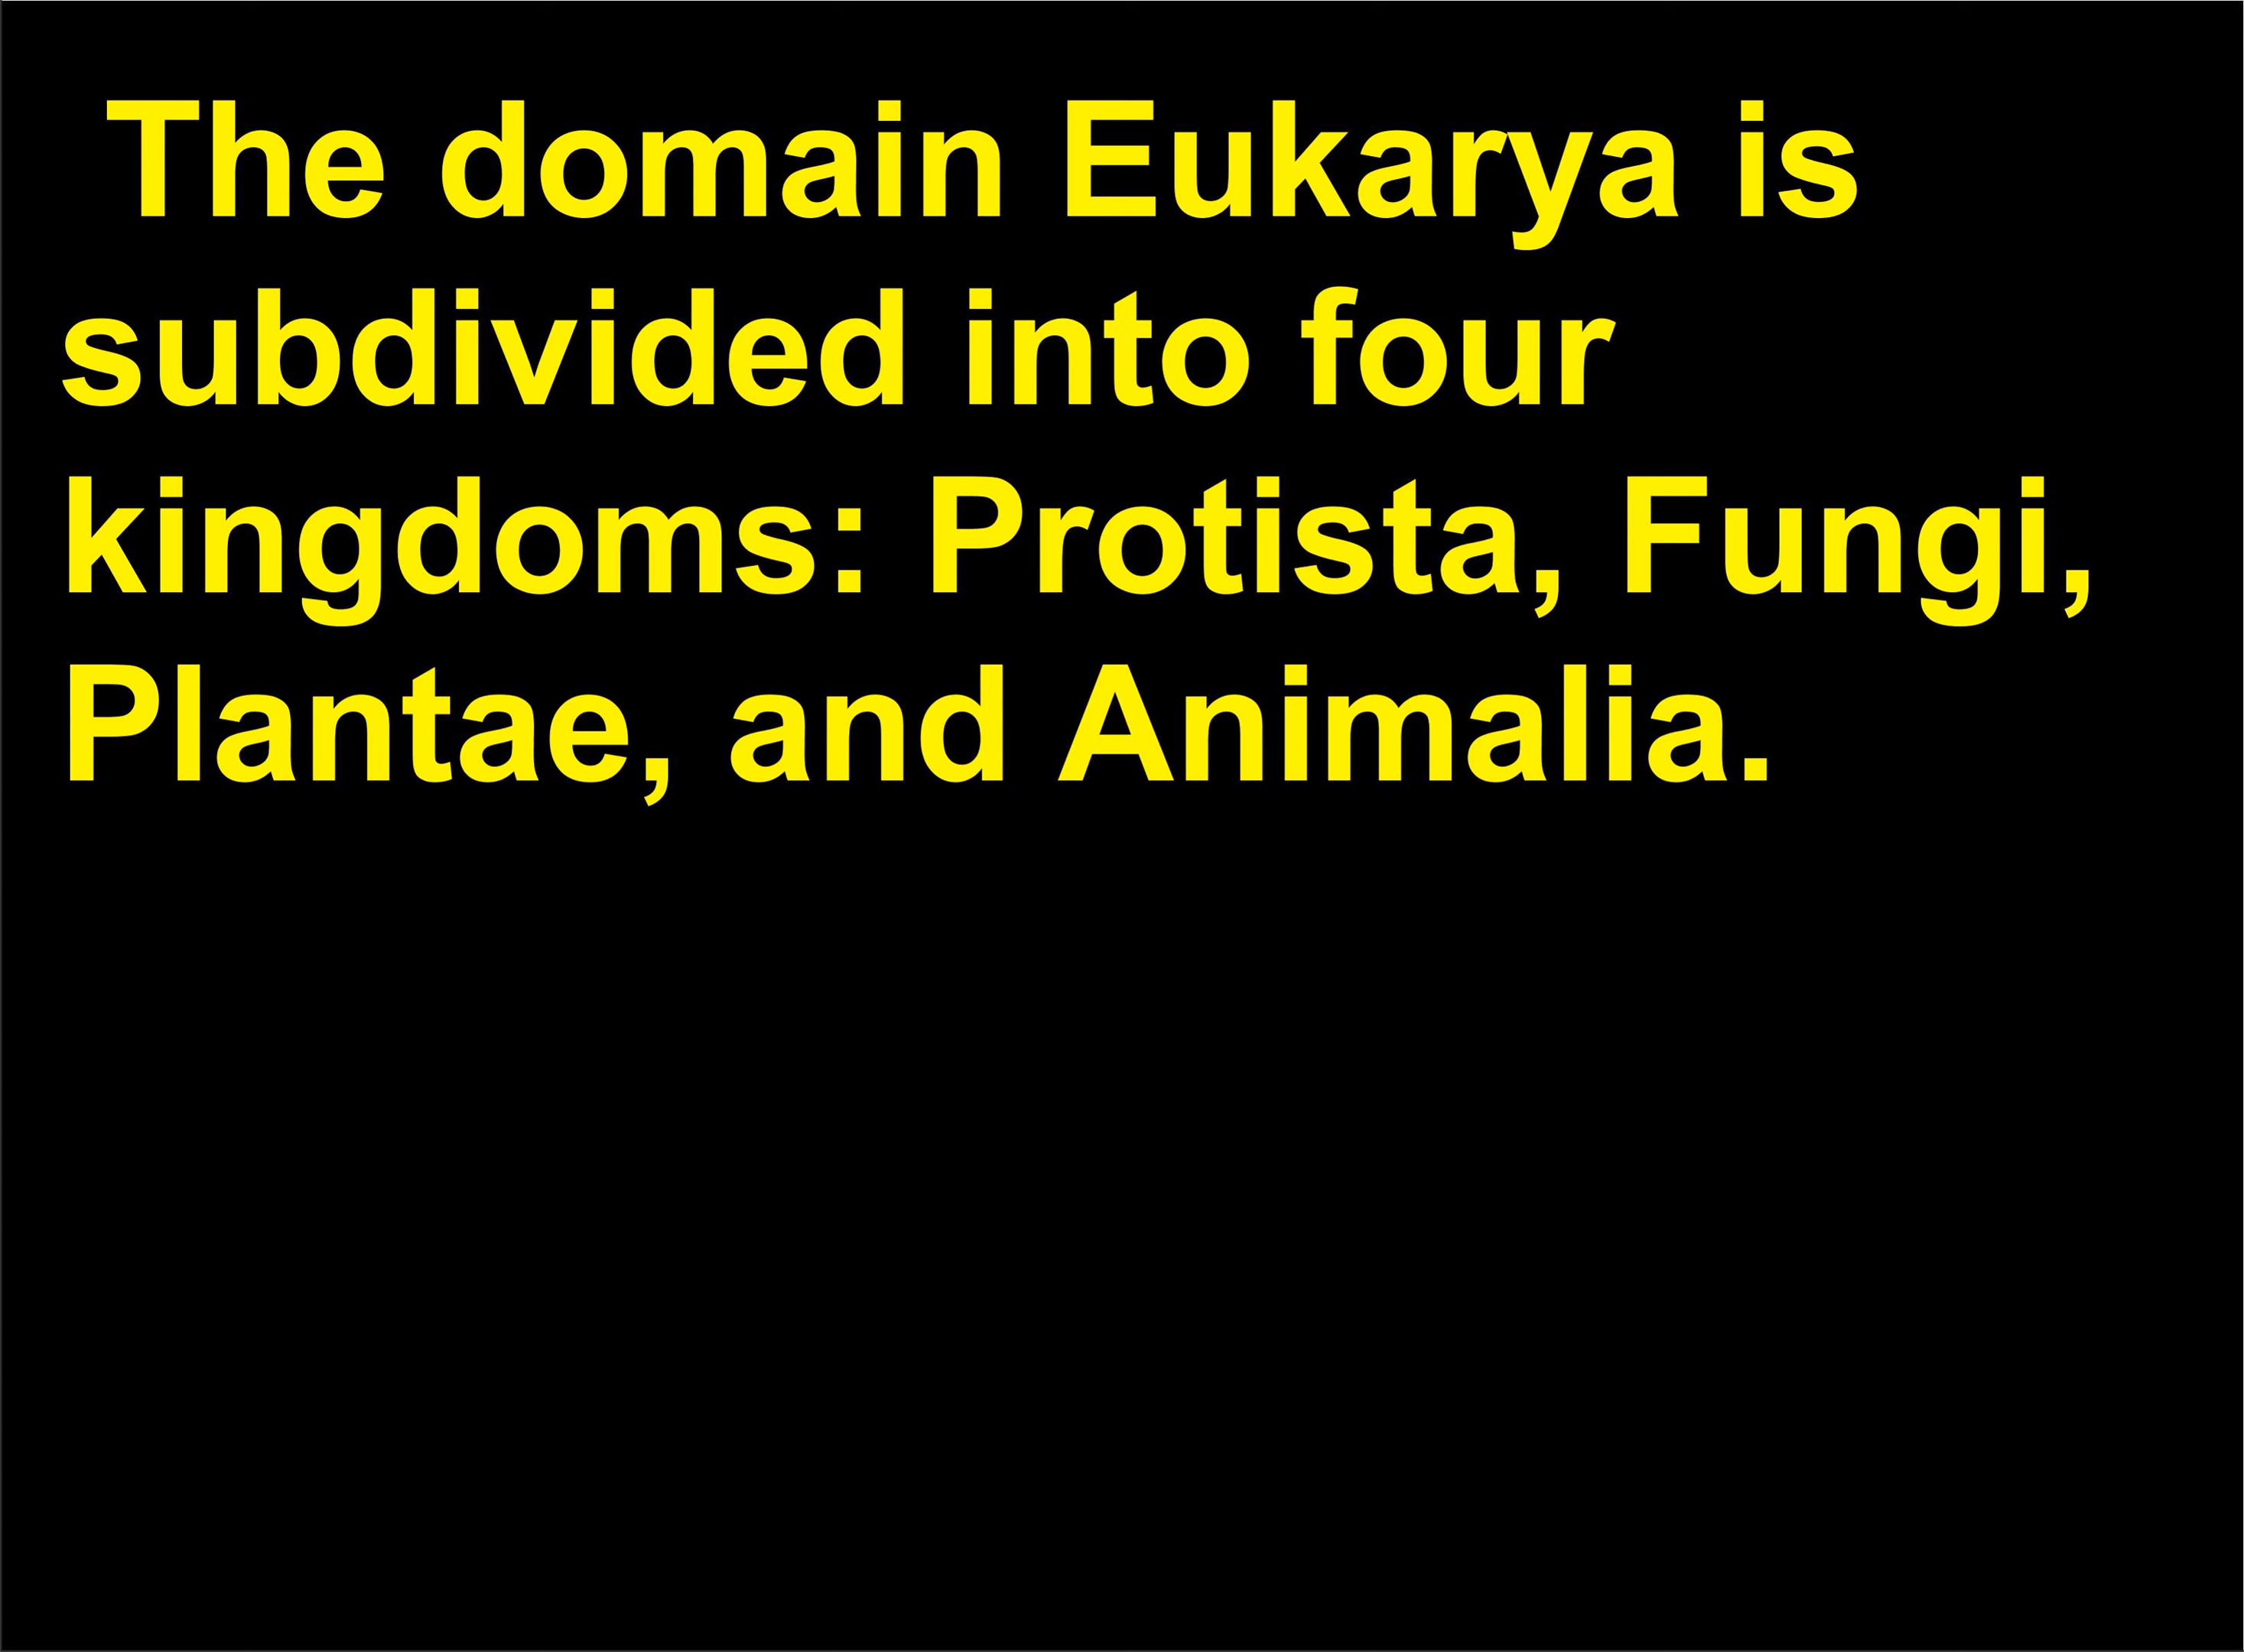 The domain Eukarya is
subdivided into four
kingdoms: Protista, Fungi,
Plantae, and Animalia.